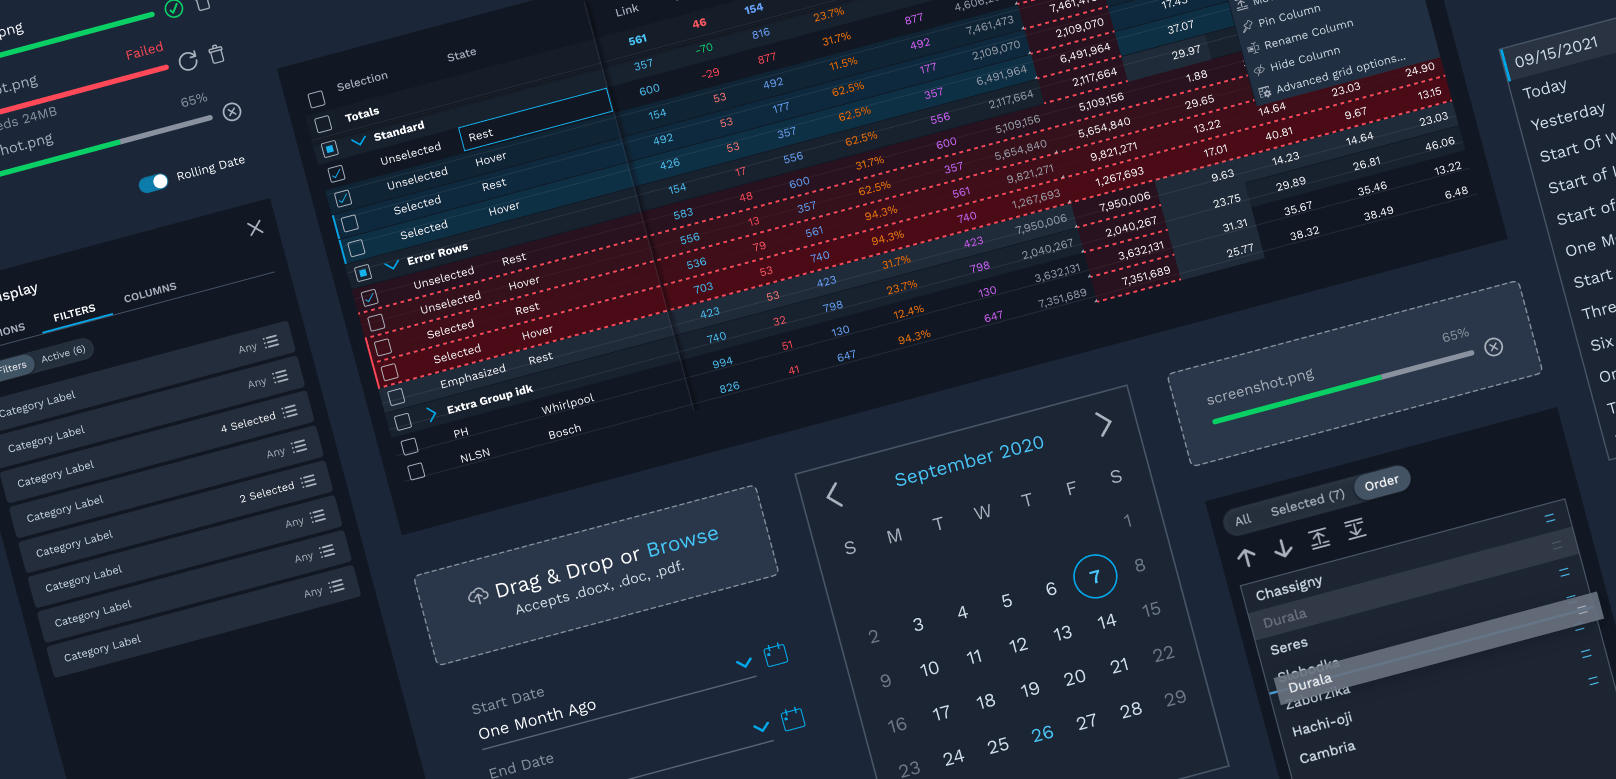 png
Failed
ot.png
65%
eds 24MB
hot.png
Rolling Date
isplay
IONS
FILTERS
COLUMNS
Filters
Active (6)
Category Label
Any
Category Label
Any
Category Label
4 Selected
Category Label
Any
Category Label
2 Selected
Category Label
Any
Category Label
Any
Category Label
Any
Selection
State
Link
Totals
Standard
Unselected
Rest
Unselected
Hover
Selected
Rest
Selected
Hover
Error Rows
Unselected
Rest
Unselected
Hover
Selected
Rest
Selected
Hover
Emphasized
Rest
Extra Group idk
PH
Whirlpool
NLSN
Bosch
561 46 154
357 -70 816 23.7% 877 4,606,2
600 -29 877 31.7% 492 7,461,473
154 53 492 11.5% 177 2,109,070
492 53 177 62.5% 357 6,491,964
426 53 357 62.5% 556 2,117,664
154 17 556 62.5% 600 5,109,156
583 48 600 31.7% 357 5,654,840
556 13 357 62.5% 561 9,821,271
536 79 561 94.3% 740 1,267,693
703 53 740 94.3% 423 7,950,006
423 53 423 31.7% 798 2,040,267
740 32 798 23.7% 130 3,632,131
994 51 130 12.4% 647 7,351,689
826 41 647 94.3%
2,109,070
6,491,964
2,117,664
5,109,156
5,654,840
9,821,271
1,267,693
7,950,006
2,040,267
3,632,131
7,351,689
17.45
37.07
29.97
1.88
29.65
13.22
17.01
9.63
23.75
31.31
25.77
14.64
40.81
14.23
29.89
35.67
38.32
23.03
9.67
14.64
26.81
35.46
38.49
24.90
13.15
23.03
46.06
13.22
6.48
Pin Column
Rename Column
Hide Column
Advanced grid options...
09/15/2021
Today
Yesterday
Start Of W
Start of
Start of
One M
Start
Thre
Six
On
T
screenshot.png
65%
Drag & Drop or Browse
Accepts .docx, .doc, .pdf.
Start Date
One Month Ago
End Date
September 2020
S M T W T F S
1
2 3 4 5 6 7 8
9 10 11 12 13 14 15
16 17 18 19 20 21 22
23 24 25 26 27 28 29
All
Selected (7)
Order
Chassigny
Durala
Seres
Slobodka
Durala
Zaborzika
Hachi-oji
Cambria